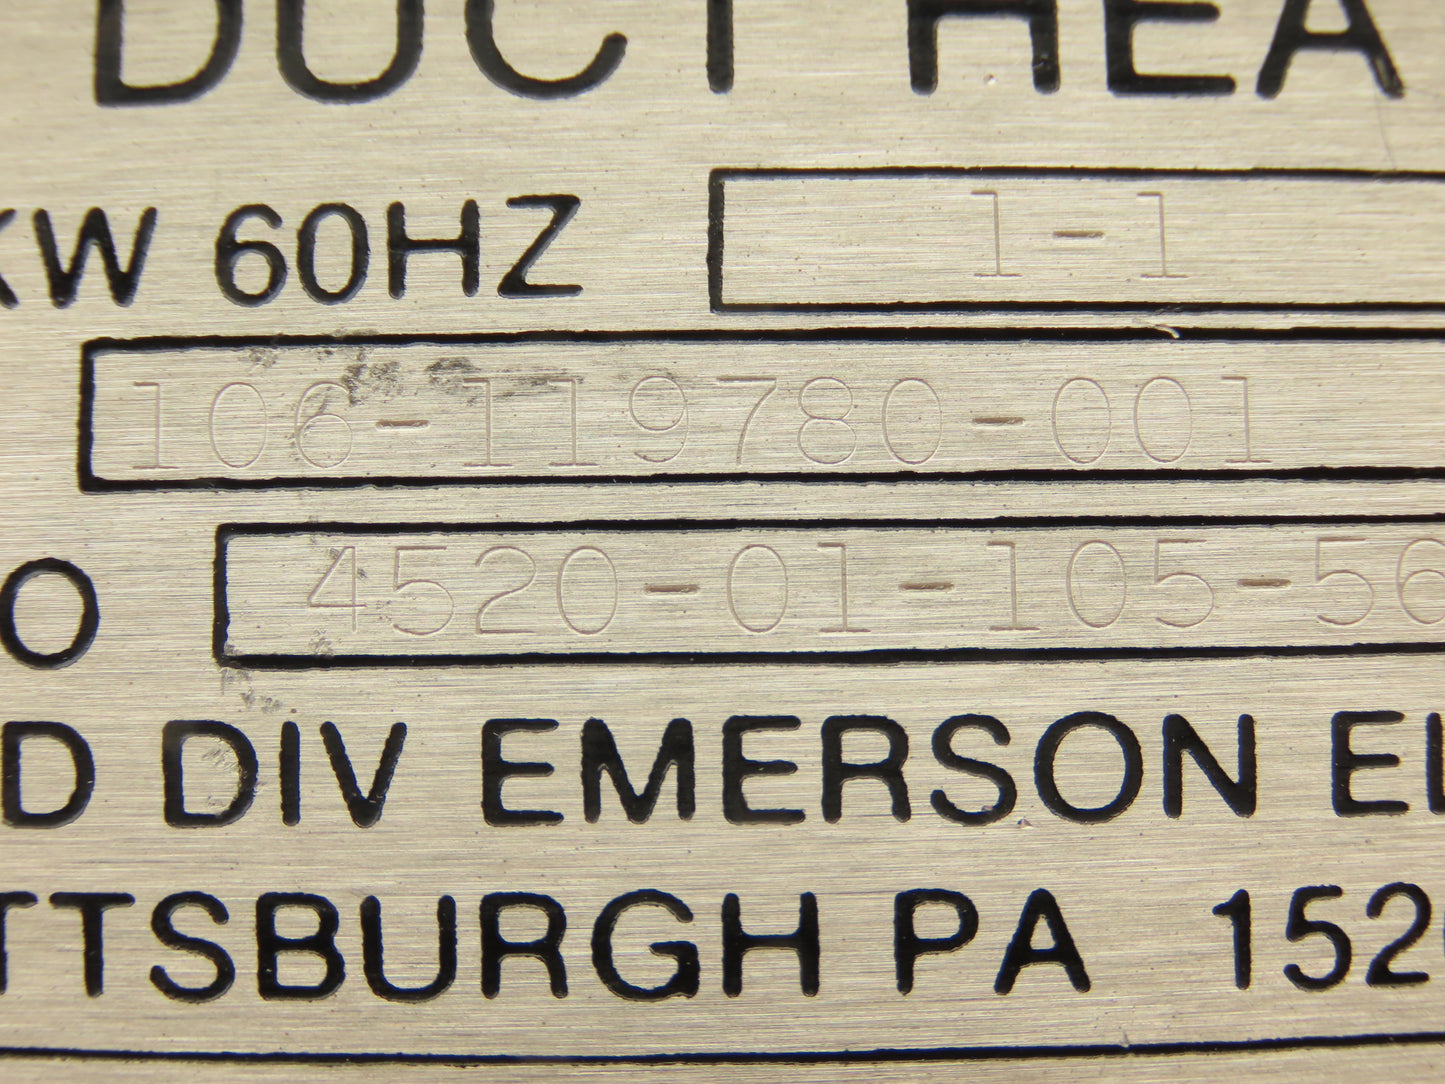 DUCT HEA
KW 60HZ 1-1
106-119780-001
O 4520-01-105-56
D DIV EMERSON EL
TTSBURGH PA 152